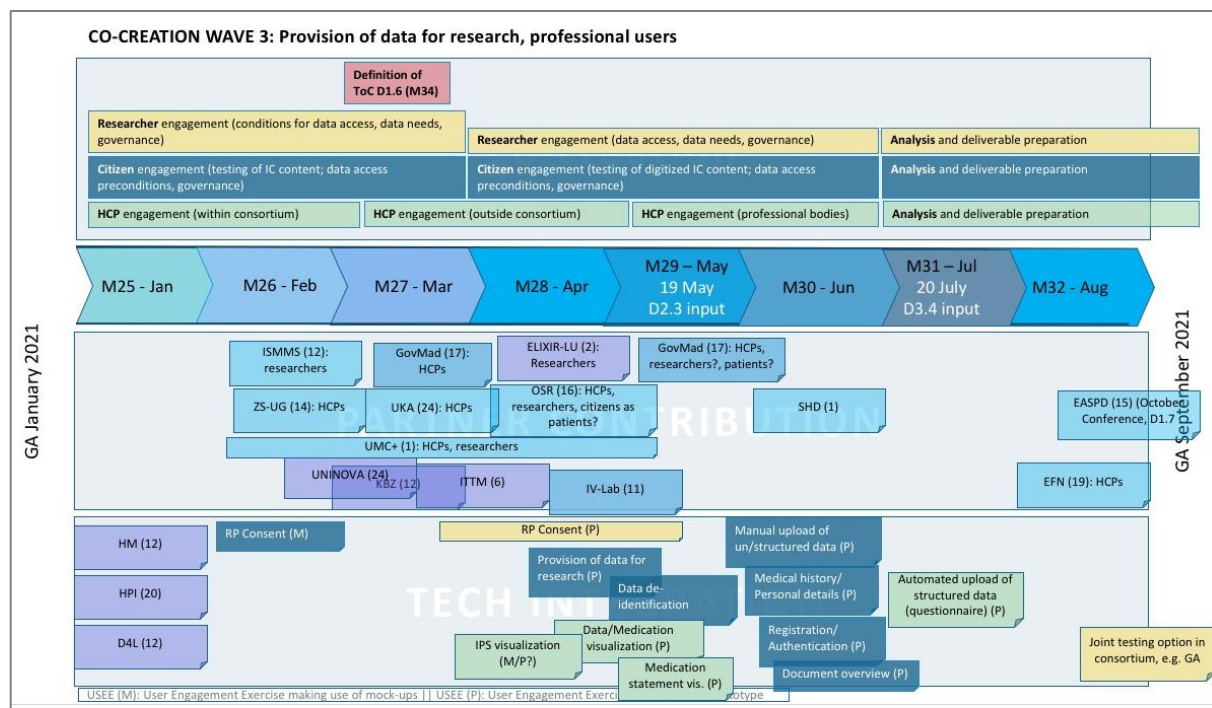 CO-CREATION WAVE 3: Provision of data for research, professional users
Definition of
ToC D1.6 (M34)
Researcher engagement (conditions for data access, data needs,
governance)
Researcher engagement (data access, data needs, governance)
Analysis and deliverable preparation
Citizen engagement (testing of IC content; data access
preconditions, governance)
Citizen engagement (testing of digitized IC content; data access
preconditions, governance)
Analysis and deliverable preparation
HCP engagement (within consortium)
HCP engagement (outside consortium)
HCP engagement (professional bodies)
Analysis and deliverable preparation
GA January 2021
M25 - Jan
M26 - Feb
M27 - Mar
M28 - Apr
M29 – May
19 May
D2.3 input
M30 - Jun
M31 – Jul
20 July
D3.4 input
M32 - Aug
GA September 2021
ISMMS (12):
researchers
GovMad (17):
HCPs
ELIXIR-LU (2):
Researchers
GovMad (17): HCPs,
researchers?, patients?
ZS-UG (14): HCPs
UKA (24): HCPs
OSR (16): HCPs,
researchers, citizens as
patients?
SHD (1)
EASPD (15) (October
Conference, D1.7
PARTNER CONTRIBUTION
UMC+ (1): HCPs, researchers
UNINOVA (24)
KBZ (12)
ITTM (6)
IV-Lab (11)
EFN (19): HCPs
HM (12)
RP Consent (M)
RP Consent (P)
Manual upload of
un/structured data (P)
Provision of data for
research (P)
HPI (20)
Data de-
identification
Medical history/
Personal details (P)
Automated upload of
structured data
(questionnaire) (P)
TECH
D4L (12)
IPS visualization
(M/P?)
Data/Medication
visualization (P)
Registration/
Authentication (P)
Joint testing option in
consortium, e.g. GA
Medication
statement vis. (P)
Document overview (P)
USEE (M): User Engagement Exercise making use of mock-ups || USEE (P): User Engagement Exerci